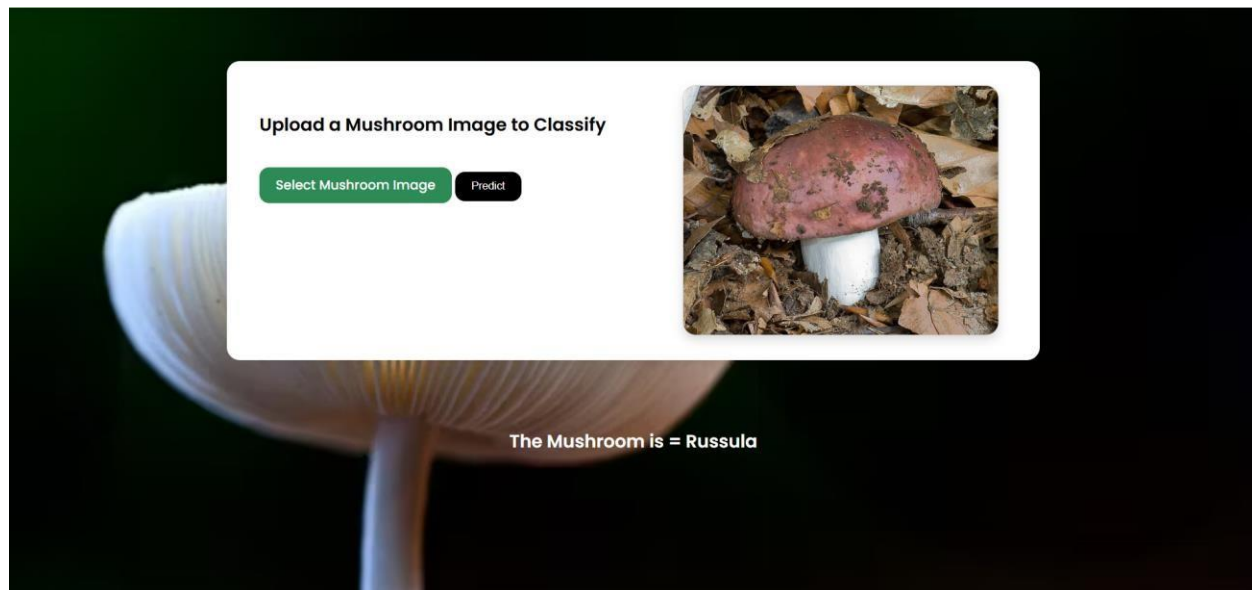 Upload a Mushroom Image to Classify
Select Mushroom Image Predict
The Mushroom is = Russula